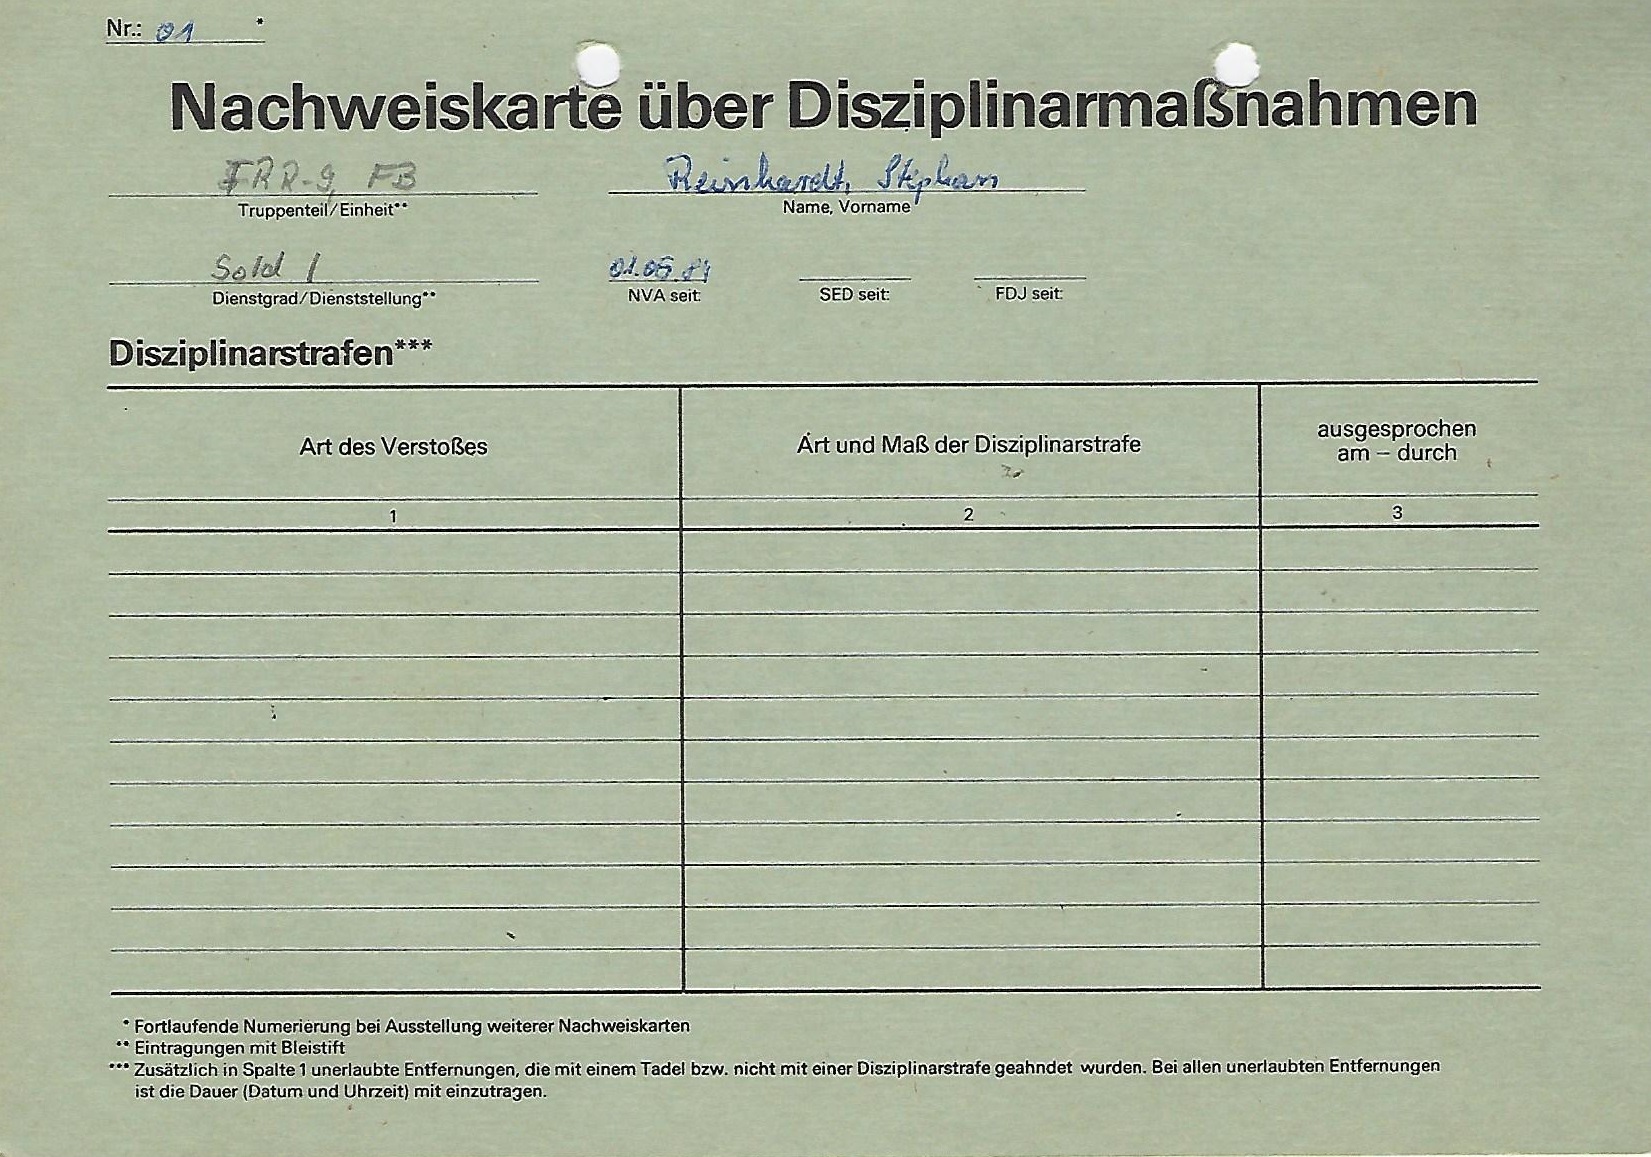 Nr.: 01 *
Nachweiskarte über Disziplinarmaßnahmen
FRR-9 FB Reinhardt, Stephan
Truppenteil/Einheit** Name, Vorname
Sold 1 01.05.84
Dienstgrad/Dienststellung** NVA seit: SED seit: FDJ seit:
Disziplinarstrafen***
Art des Verstoßes Art und Maß der Disziplinarstrafe ausgesprochen
am – durch
1 2 3
* Fortlaufende Numerierung bei Ausstellung weiterer Nachweiskarten
** Eintragungen mit Bleistift
*** Zusätzlich in Spalte 1 unerlaubte Entfernungen, die mit einem Tadel bzw. nicht mit einer Disziplinarstrafe geahndet wurden. Bei allen unerlaubten Entfernungen
ist die Dauer (Datum und Uhrzeit) mit einzutragen.